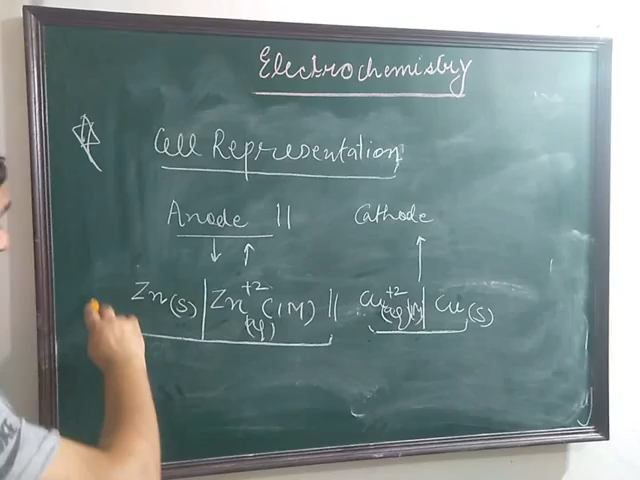 Electrochemistry
Cell Representation
Anode || Cathode
Zn(s) | Zn+2 (1M) || Cu+2 | Cu(s)
(aq) (aq)